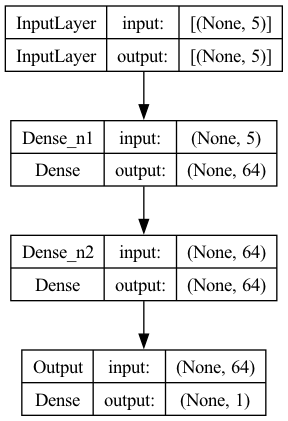 InputLayer input: [(None, 5)]
InputLayer output: [(None, 5)]
Dense_n1 input: (None, 5)
Dense output: (None, 64)
Dense_n2 input: (None, 64)
Dense output: (None, 64)
Output input: (None, 64)
Dense output: (None, 1)